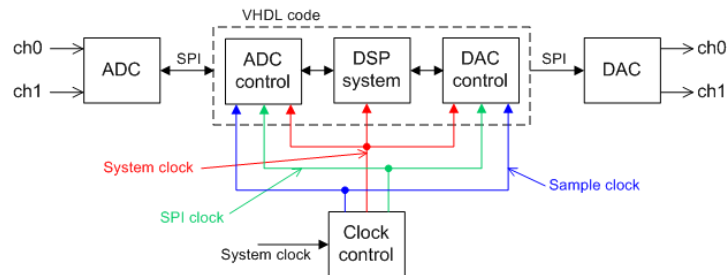 VHDL code
ch0
ch1
ADC
SPI
ADC
control
DSP
system
DAC
control
SPI
DAC
ch0
ch1
System clock
SPI clock
Sample clock
System clock
Clock
control